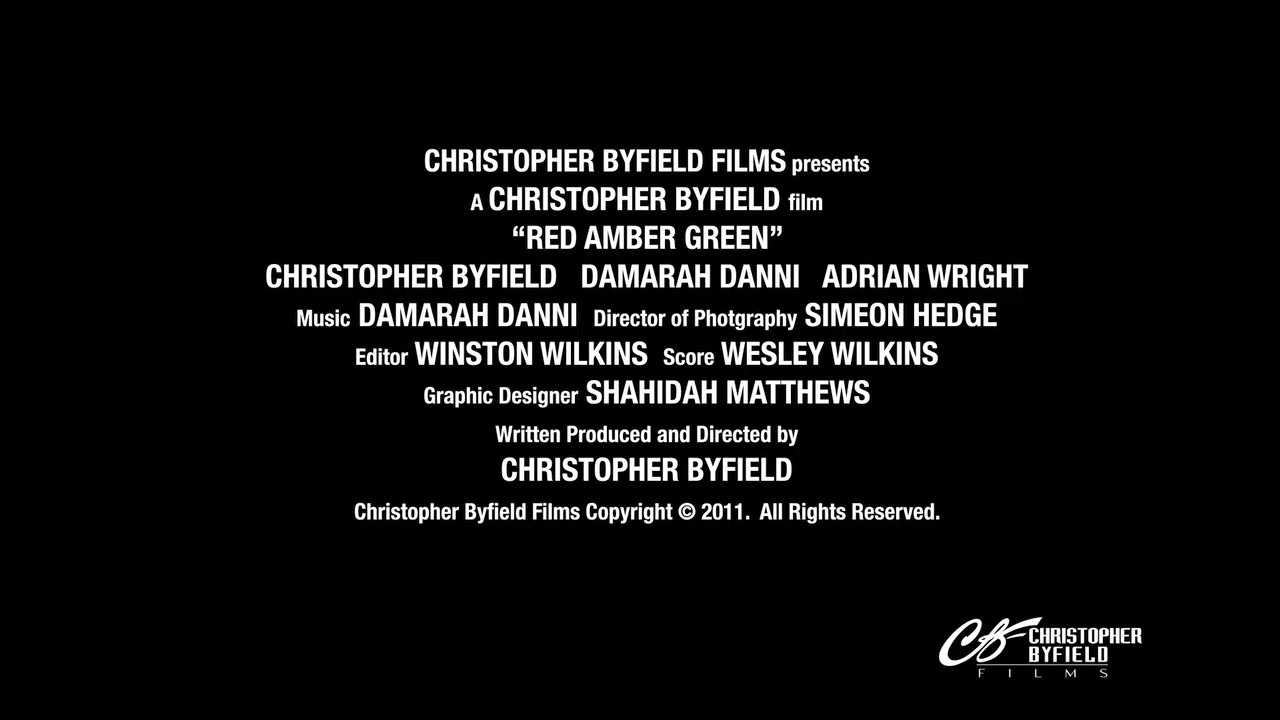 CHRISTOPHER BYFIELD FILMS presents
A CHRISTOPHER BYFIELD film
“RED AMBER GREEN”
CHRISTOPHER BYFIELD DAMARAH DANNI ADRIAN WRIGHT
Music DAMARAH DANNI Director of Photgraphy SIMEON HEDGE
Editor WINSTON WILKINS Score WESLEY WILKINS
Graphic Designer SHAHIDAH MATTHEWS
Written Produced and Directed by
CHRISTOPHER BYFIELD
Christopher Byfield Films Copyright © 2011. All Rights Reserved.
CBF CHRISTOPHER
BYFIELD
FILMS